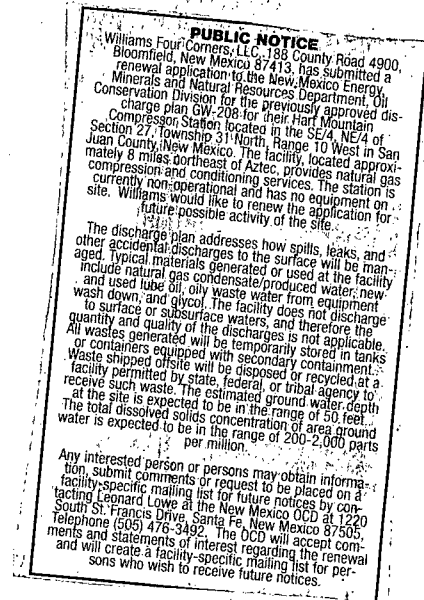 PUBLIC NOTICE
Williams Four Corners, LLC, 188 County Road 4900,
Bloomfield, New Mexico 87413, has submitted a
renewal application to the New Mexico Energy,
Minerals and Natural Resources Department, Oil
Conservation Division for the previously approved dis-
charge plan GW-208 for their Hart Mountain
Compressor Station located in the SE/4, NE/4 of
Section 27, Township 31 North, Range 10 West in San
Juan County, New Mexico. The facility, located approxi-
mately 8 miles northeast of Aztec, provides natural gas
compression and conditioning services. The station is
currently non-operational and has no equipment on
site. Williams would like to renew the application for
future possible activity of the site.
The discharge plan addresses how spills, leaks, and
other accidental discharges to the surface will be man-
aged. Typical materials generated or used at the facility
include natural gas condensate/produced water, new
and used lube oil, oily waste water from equipment
wash down, and glycol. The facility does not discharge
to surface or subsurface waters, and therefore the
quantity and quality of the discharges is not applicable.
All wastes generated will be temporarily stored in tanks
or containers equipped with secondary containment.
Waste shipped offsite will be disposed or recycled at a
facility permitted by state, federal, or tribal agency to
receive such waste. The estimated ground water depth
at the site is expected to be in the range of 50 feet.
The total dissolved solids concentration of area ground
water is expected to be in the range of 200-2,000 parts
per million.
Any interested person or persons may obtain informa-
tion, submit comments or request to be placed on a
facility-specific mailing list for future notices by con-
tacting Leonard Lowe at the New Mexico OCD at 1220
South St. Francis Drive, Santa Fe, New Mexico 87505,
Telephone (505) 476-3492. The OCD will accept com-
ments and statements of interest regarding the renewal
and will create a facility-specific mailing list for per-
sons who wish to receive future notices.